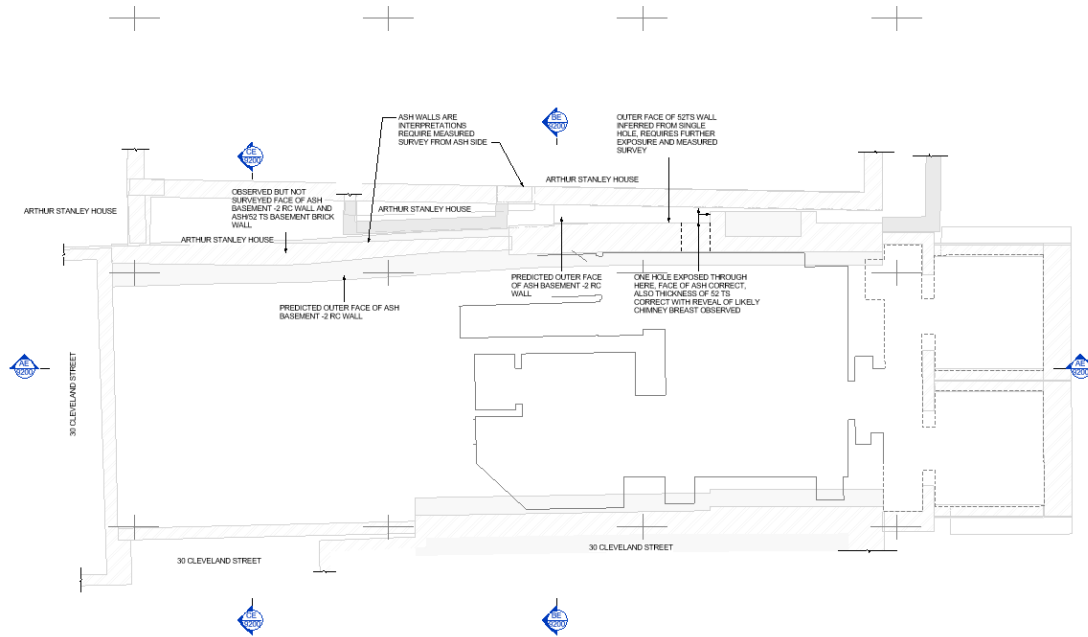 ASH WALLS ARE
INTERPRETATIONS
REQUIRE MEASURED
SURVEY FROM ASH SIDE
BE
9200
OUTER FACE OF 52TS WALL
INFERRED FROM SINGLE
HOLE, REQUIRES FURTHER
EXPOSURE AND MEASURED
SURVEY
CE
9200
ARTHUR STANLEY HOUSE
OBSERVED BUT NOT
SURVEYED FACE OF ASH
BASEMENT -2 RC WALL AND
ASH/52 TS BASEMENT BRICK
WALL
ARTHUR STANLEY HOUSE
ARTHUR STANLEY HOUSE
ARTHUR STANLEY HOUSE
PREDICTED OUTER FACE
OF ASH BASEMENT -2 RC
WALL
ONE HOLE EXPOSED THROUGH
HERE, FACE OF ASH CORRECT,
ALSO THICKNESS OF 52 TS
CORRECT WITH REVEAL OF LIKELY
CHIMNEY BREAST OBSERVED
PREDICTED OUTER FACE OF ASH
BASEMENT -2 RC WALL
AE
9200
AE
9200
30 CLEVELAND STREET
30 CLEVELAND STREET
30 CLEVELAND STREET
CE
9200
BE
9200